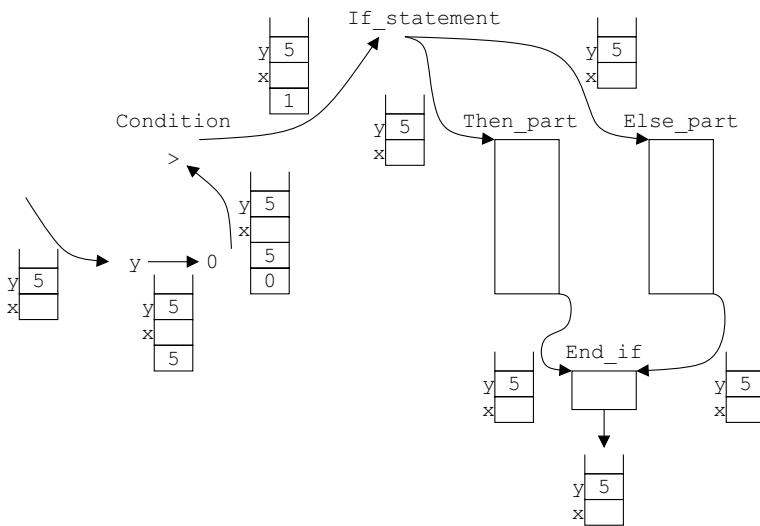 If_statement
y 5
x
1
y 5
x
Condition
y 5
x
Then_part
Else_part
>
y 5
x
5
0
y 0
y 5
x
y 5
x
5
End_if
y 5
x
y 5
x
y 5
x